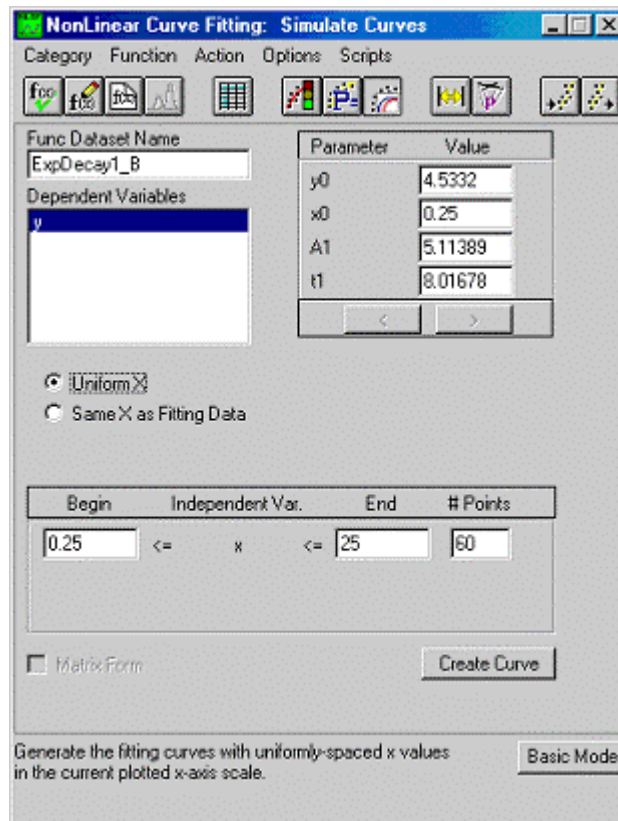 NonLinear Curve Fitting: Simulate Curves
Category Function Action Options Scripts
Func Dataset Name
ExpDecay1_B
Dependent Variables
y
Parameter Value
y0 4.5332
x0 0.25
A1 5.11389
t1 8.01678
< >
Uniform X
Same X as Fitting Data
Begin Independent Var. End # Points
0.25 <= x <= 25 60
Matrix Form
Create Curve
Generate the fitting curves with uniformly-spaced x values
in the current plotted x-axis scale.
Basic Mode